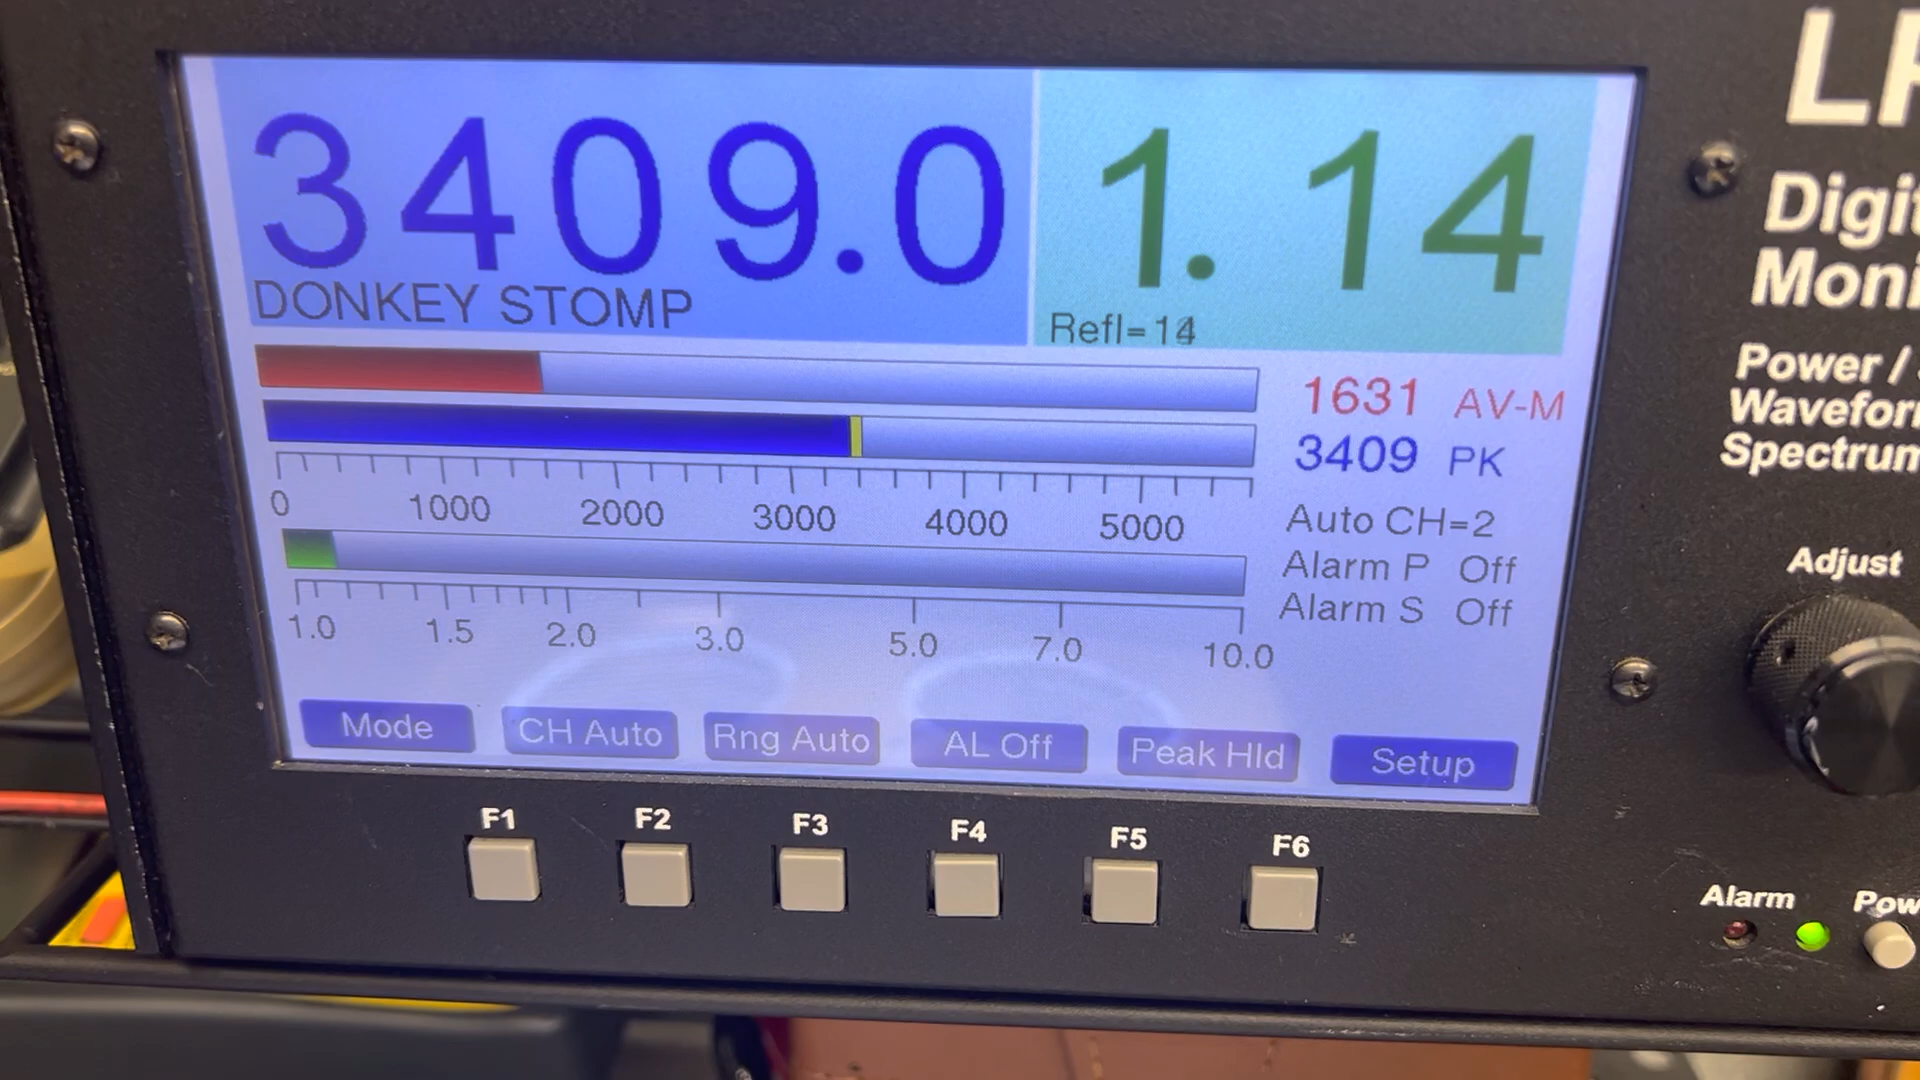 3409.0 1.14
DONKEY STOMP
Refl=14
1631 AV-M
3409 PK
0 1000 2000 3000 4000 5000
Auto CH=2
Alarm P Off
Alarm S Off
1.0 1.5 2.0 3.0 5.0 7.0 10.0
Mode CH Auto Rng Auto AL Off Peak Hld Setup
F1 F2 F3 F4 F5 F6
LP
Digit
Moni
Power /
Wavefor
Spectrum
Adjust
Alarm Pow